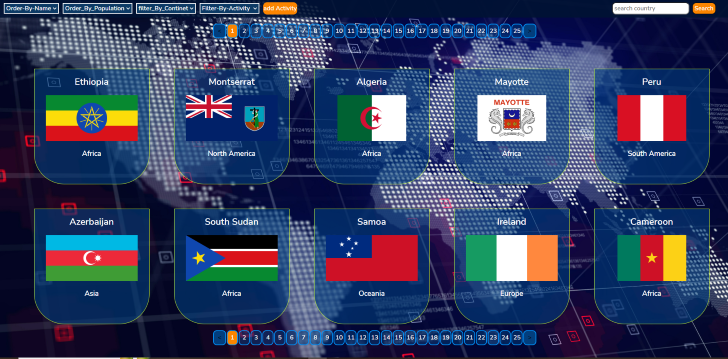 Order-By-Name Order_By_Population filter_By_Continet Filter-By-Activity Add Activity search country Search
1 2 3 4 5 6 7 8 9 10 11 12 13 14 15 16 17 18 19 20 21 22 23 24 25
Ethiopia Montserrat Algeria Mayotte Peru
MAYOTTE
Africa North America Africa Africa South America
Azerbaijan South Sudan Samoa Ireland Cameroon
Asia Africa Oceania Europe Africa
1 2 3 4 5 6 7 8 9 10 11 12 13 14 15 16 17 18 19 20 21 22 23 24 25